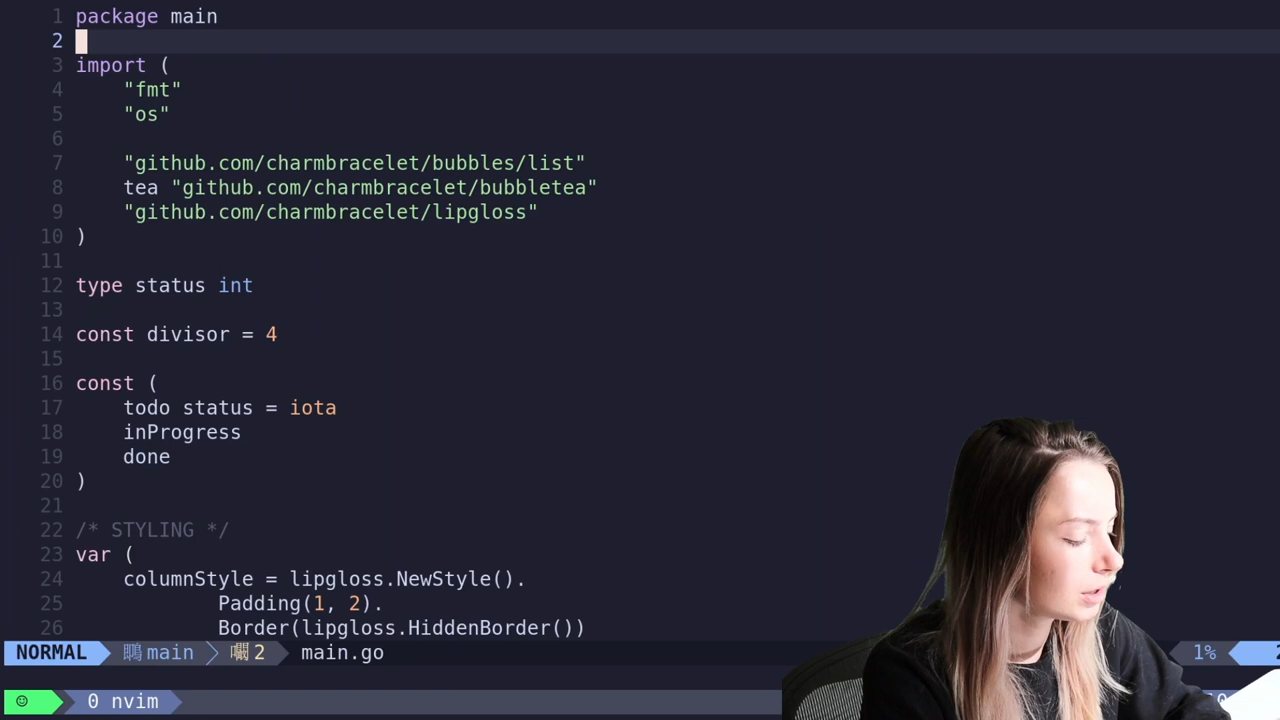 1 package main
2
3 import (
4 "fmt"
5 "os"
6
7 "github.com/charmbracelet/bubbles/list"
8 tea "github.com/charmbracelet/bubbletea"
9 "github.com/charmbracelet/lipgloss"
10 )
11
12 type status int
13
14 const divisor = 4
15
16 const (
17 todo status = iota
18 inProgress
19 done
20 )
21
22 /* STYLING */
23 var (
24 columnStyle = lipgloss.NewStyle().
25 Padding(1, 2).
26 Border(lipgloss.HiddenBorder())
NORMAL main 2 main.go 1%
0 nvim